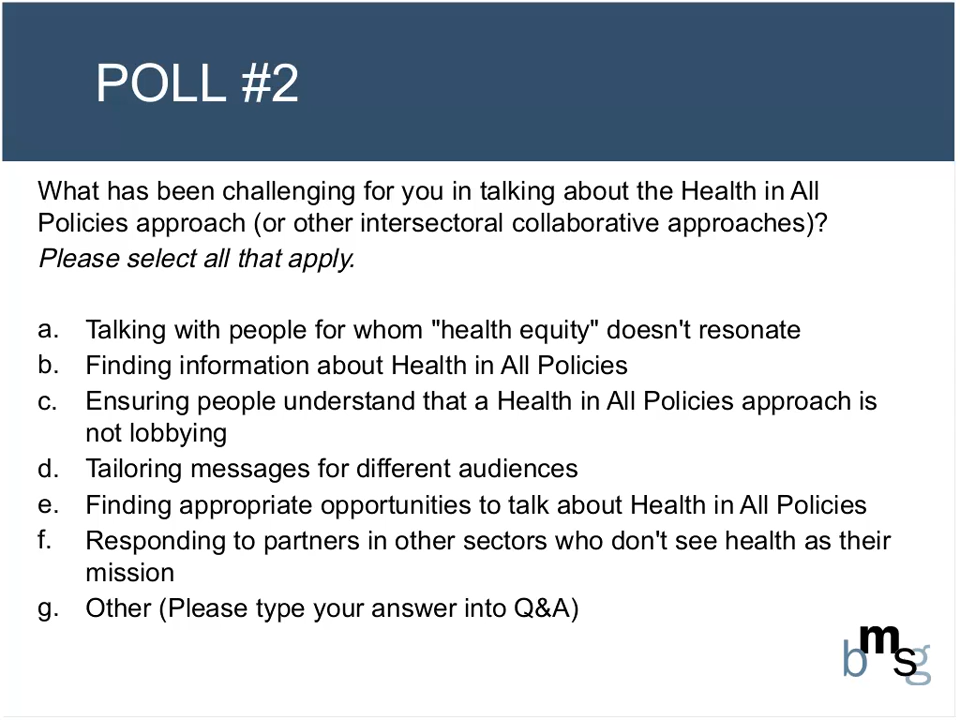 POLL #2
What has been challenging for you in talking about the Health in All
Policies approach (or other intersectoral collaborative approaches)?
Please select all that apply.
a. Talking with people for whom "health equity" doesn't resonate
b. Finding information about Health in All Policies
c. Ensuring people understand that a Health in All Policies approach is
not lobbying
d. Tailoring messages for different audiences
e. Finding appropriate opportunities to talk about Health in All Policies
f. Responding to partners in other sectors who don't see health as their
mission
g. Other (Please type your answer into Q&A)
bmsg